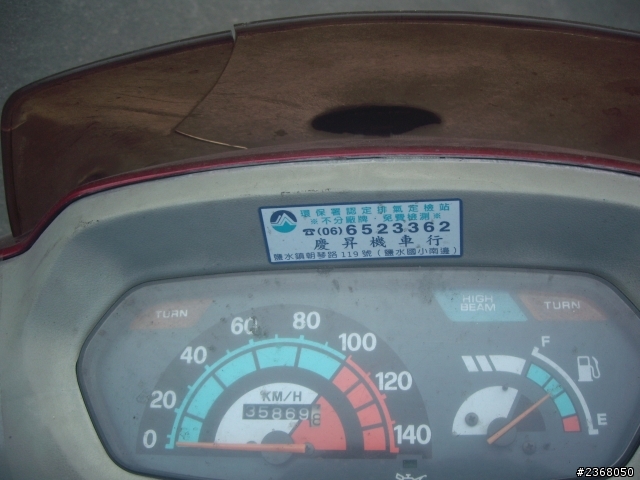 環保署認定排氣定檢站
※不分廠牌，免費檢測※
☎(06)6523362
慶昇機車行
鹽水鎮朝琴路119號(鹽水國小南邊)
TURN
HIGH BEAM
TURN
0
20
40
60
80
100
120
140
KM/H
35869
F
E
#2368050